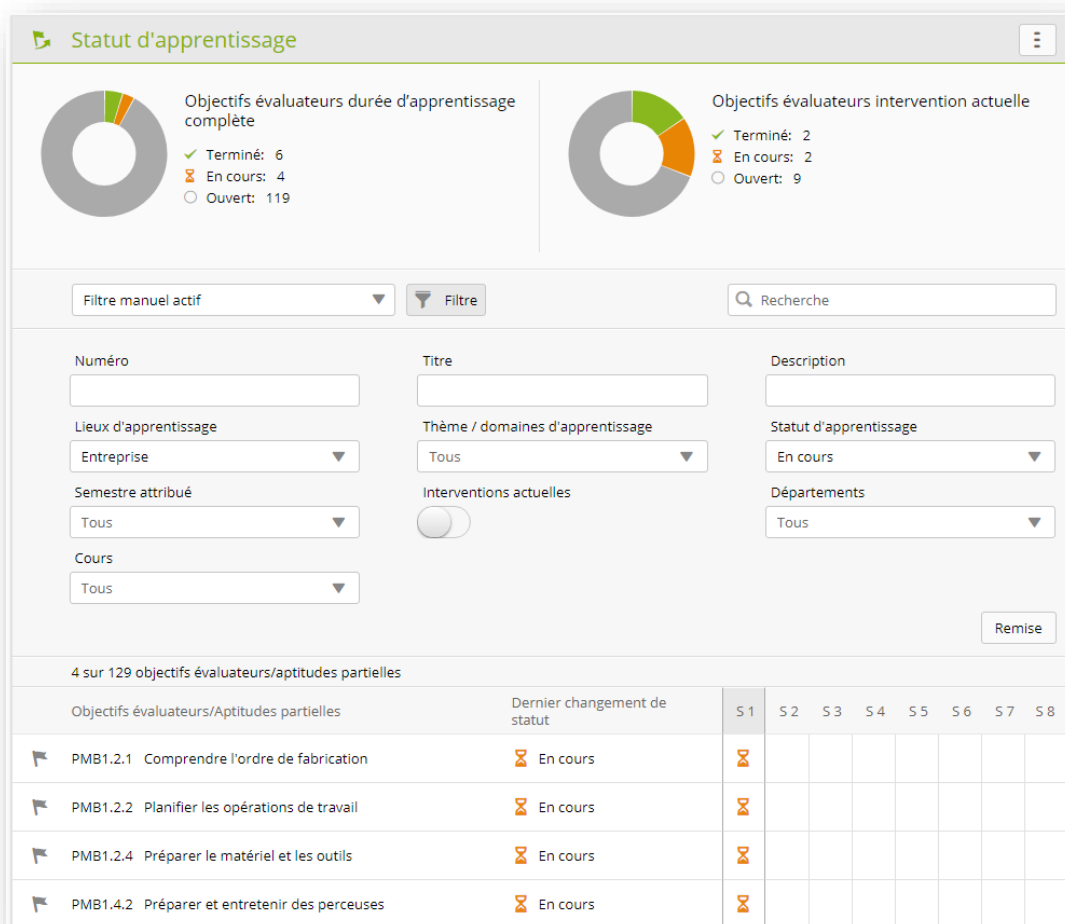 Statut d'apprentissage
Objectifs évaluateurs durée d’apprentissage
complète
Terminé: 6
En cours: 4
Ouvert: 119
Objectifs évaluateurs intervention actuelle
Terminé: 2
En cours: 2
Ouvert: 9
Filtre manuel actif
Filtre
Recherche
Numéro
Titre
Description
Lieux d'apprentissage
Thème / domaines d'apprentissage
Statut d'apprentissage
Entreprise
Tous
En cours
Semestre attribué
Interventions actuelles
Départements
Tous
Tous
Cours
Tous
Remise
4 sur 129 objectifs évaluateurs/aptitudes partielles
Objectifs évaluateurs/Aptitudes partielles
Dernier changement de
statut
S 1 S 2 S 3 S 4 S 5 S 6 S 7 S 8
PMB1.2.1 Comprendre l'ordre de fabrication En cours
PMB1.2.2 Planifier les opérations de travail En cours
PMB1.2.4 Préparer le matériel et les outils En cours
PMB1.4.2 Préparer et entretenir des perceuses En cours